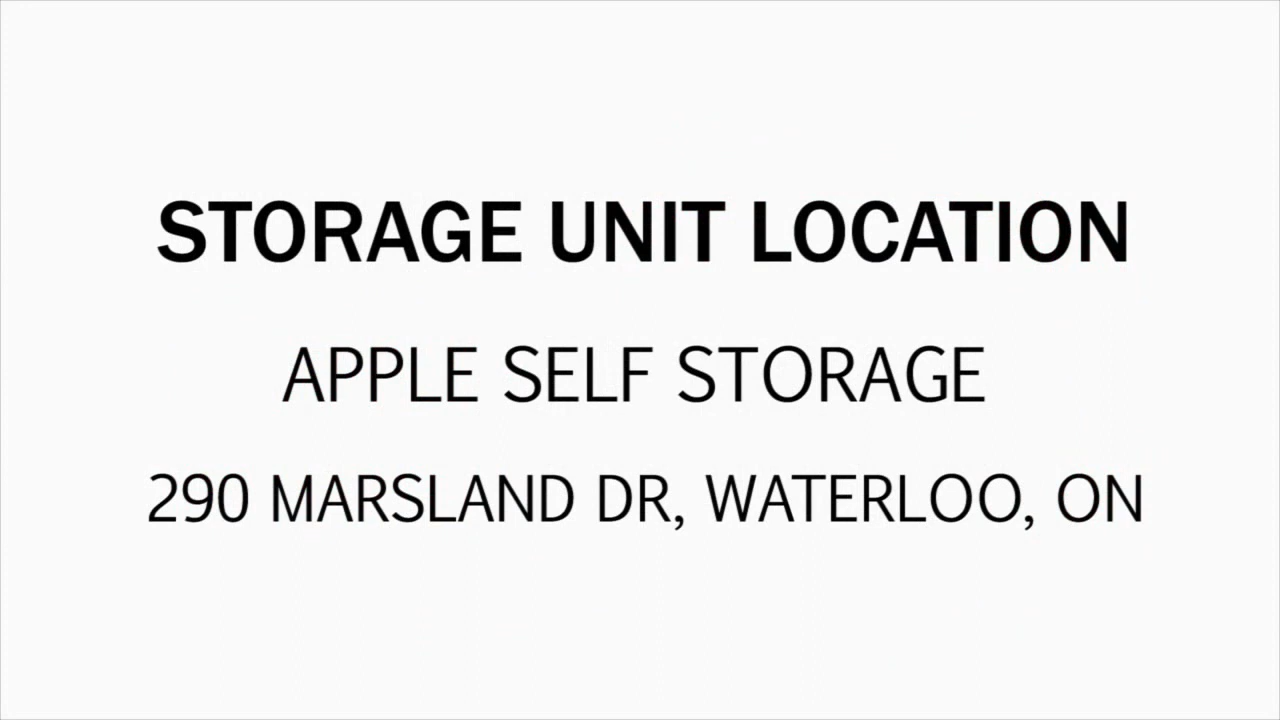 STORAGE UNIT LOCATION
APPLE SELF STORAGE
290 MARSLAND DR, WATERLOO, ON